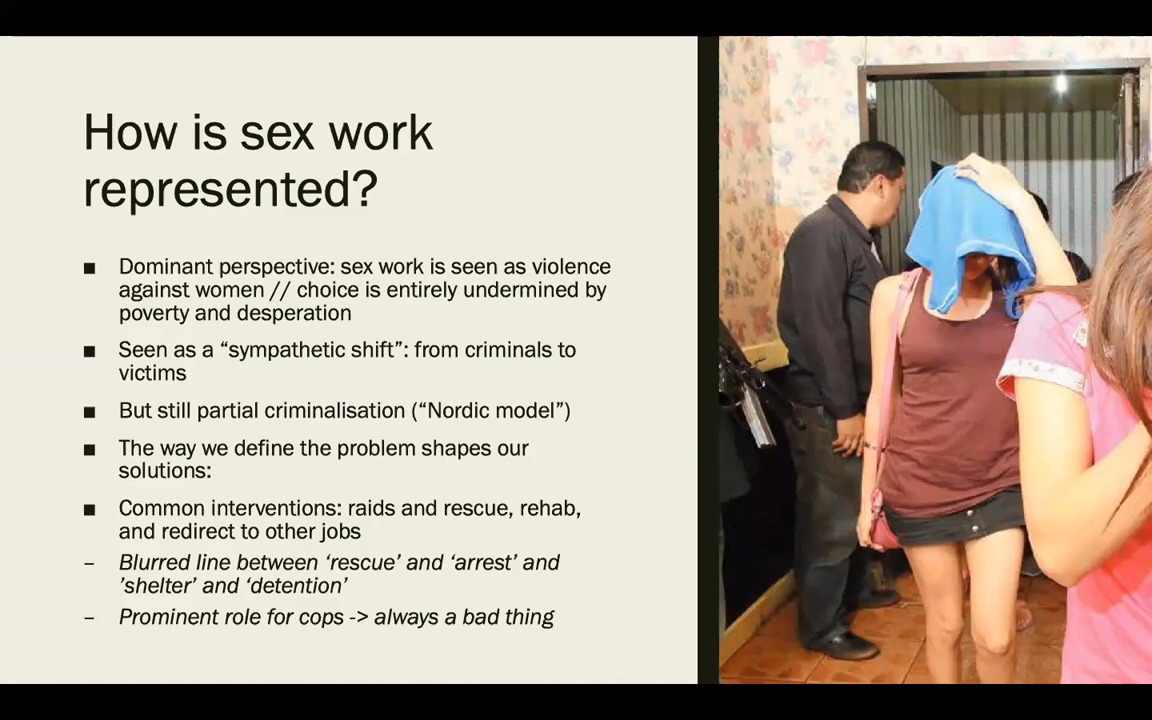 How is sex work
represented?
■ Dominant perspective: sex work is seen as violence
against women // choice is entirely undermined by
poverty and desperation
■ Seen as a “sympathetic shift”: from criminals to
victims
■ But still partial criminalisation (“Nordic model”)
■ The way we define the problem shapes our
solutions:
■ Common interventions: raids and rescue, rehab,
and redirect to other jobs
– Blurred line between ‘rescue’ and ‘arrest’ and
’shelter’ and ‘detention’
– Prominent role for cops -> always a bad thing